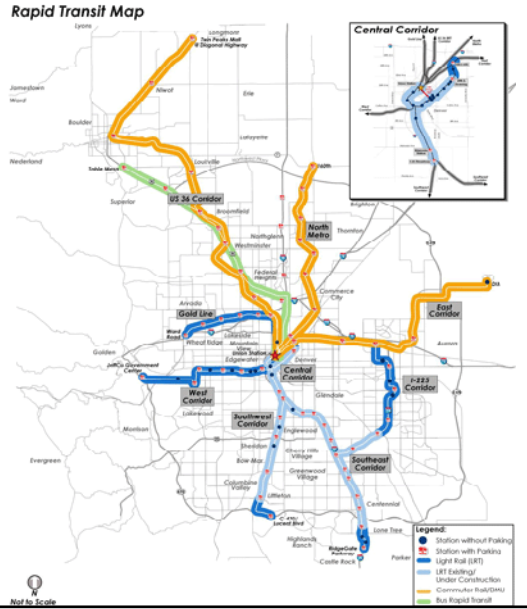 Rapid Transit Map
Lyons
Longmont
Twin Peaks Mall
@ Diagonal Highway
Central Corridor
Jamestown
Ward
Niwot
Erie
Boulder
Lafayette
Nederland
Louisville
Table Mesa
Superior
US 36 Corridor
Broomfield
Brighton
North
Metro
Northglenn
Thornton
Westminster
Federal
Heights
Commerce
City
DIA
East
Corridor
Arvada
Gold Line
Ward
Road
Wheat Ridge
Lakeside
Mountain
View
Edgewater
Union Station
Denver
Aurora
Golden
Jeffco Government
Center
Central
Corridor
I-225
Corridor
West
Corridor
Lakewood
Glendale
Southwest
Corridor
Morrison
Englewood
Sheridan
Cherry Hills
Village
Southeast
Corridor
Evergreen
Bow Mar
Greenwood
Village
Columbine
Valley
Littleton
Centennial
C-470/
Lucent Blvd
Highlands
Ranch
Lone Tree
RidgeGate
Parkway
Castle Rock
Parker
Legend:
Station without Parking
Station with Parking
Light Rail (LRT)
LRT Existing/
Under Construction
Commuter Rail/DMU
Bus Rapid Transit
N
Not to Scale